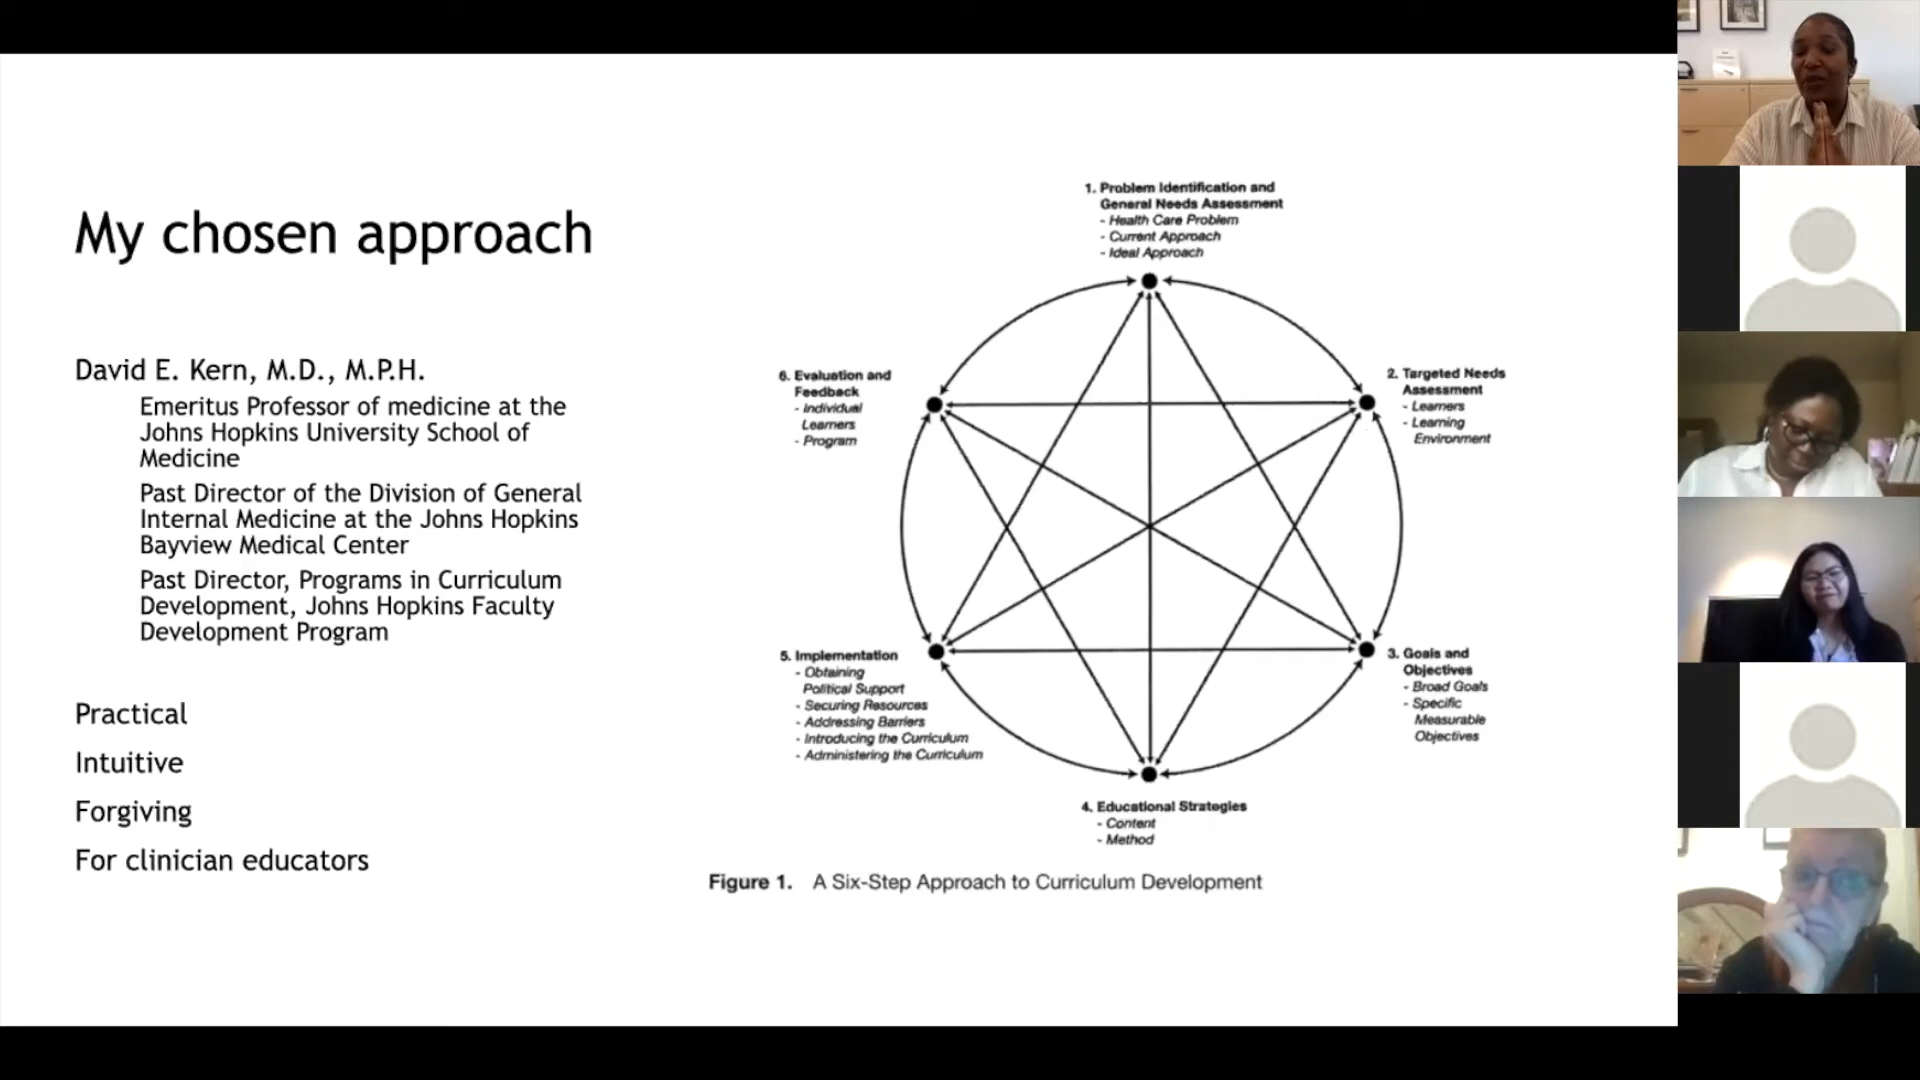 My chosen approach
David E. Kern, M.D., M.P.H.
Emeritus Professor of medicine at the
Johns Hopkins University School of
Medicine
Past Director of the Division of General
Internal Medicine at the Johns Hopkins
Bayview Medical Center
Past Director, Programs in Curriculum
Development, Johns Hopkins Faculty
Development Program
Practical
Intuitive
Forgiving
For clinician educators
1. Problem Identification and
General Needs Assessment
- Health Care Problem
- Current Approach
- Ideal Approach
2. Targeted Needs
Assessment
- Learners
- Learning
Environment
3. Goals and
Objectives
- Broad Goals
- Specific
Measurable
Objectives
4. Educational Strategies
- Content
- Method
5. Implementation
- Obtaining
Political Support
- Securing Resources
- Addressing Barriers
- Introducing the Curriculum
- Administering the Curriculum
6. Evaluation and
Feedback
- Individual
Learners
- Program
Figure 1. A Six-Step Approach to Curriculum Development